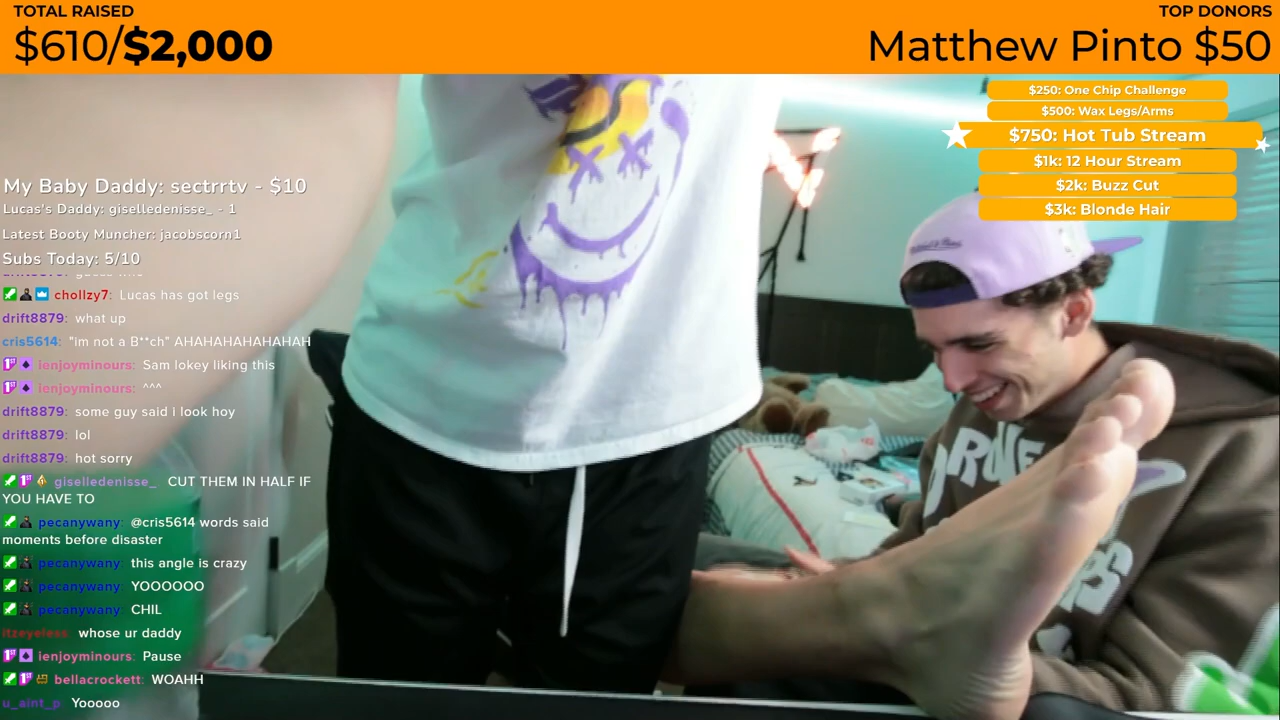 TOTAL RAISED
$610/$2,000
TOP DONORS
Matthew Pinto $50
$250: One Chip Challenge
$500: Wax Legs/Arms
$750: Hot Tub Stream
$1k: 12 Hour Stream
$2k: Buzz Cut
$3k: Blonde Hair
My Baby Daddy: sectrrtv - $10
Lucas's Daddy: giselledenisse_ - 1
Latest Booty Muncher: jacobscorn1
Subs Today: 5/10
chollzy7: Lucas has got legs
drift8879: what up
cris5614: "im not a B**ch" AHAHAHAHAHAHAH
ienjoyminours: Sam lokey liking this
ienjoyminours: ^^^
drift8879: some guy said i look hoy
drift8879: lol
drift8879: hot sorry
giselledenisse_ CUT THEM IN HALF IF
YOU HAVE TO
pecanywany: @cris5614 words said
moments before disaster
pecanywany: this angle is crazy
pecanywany: YOOOOOO
pecanywany: CHIL
itzeyeless: whose ur daddy
ienjoyminours: Pause
bellacrockett: WOAHH
u_aint_p Yoooo